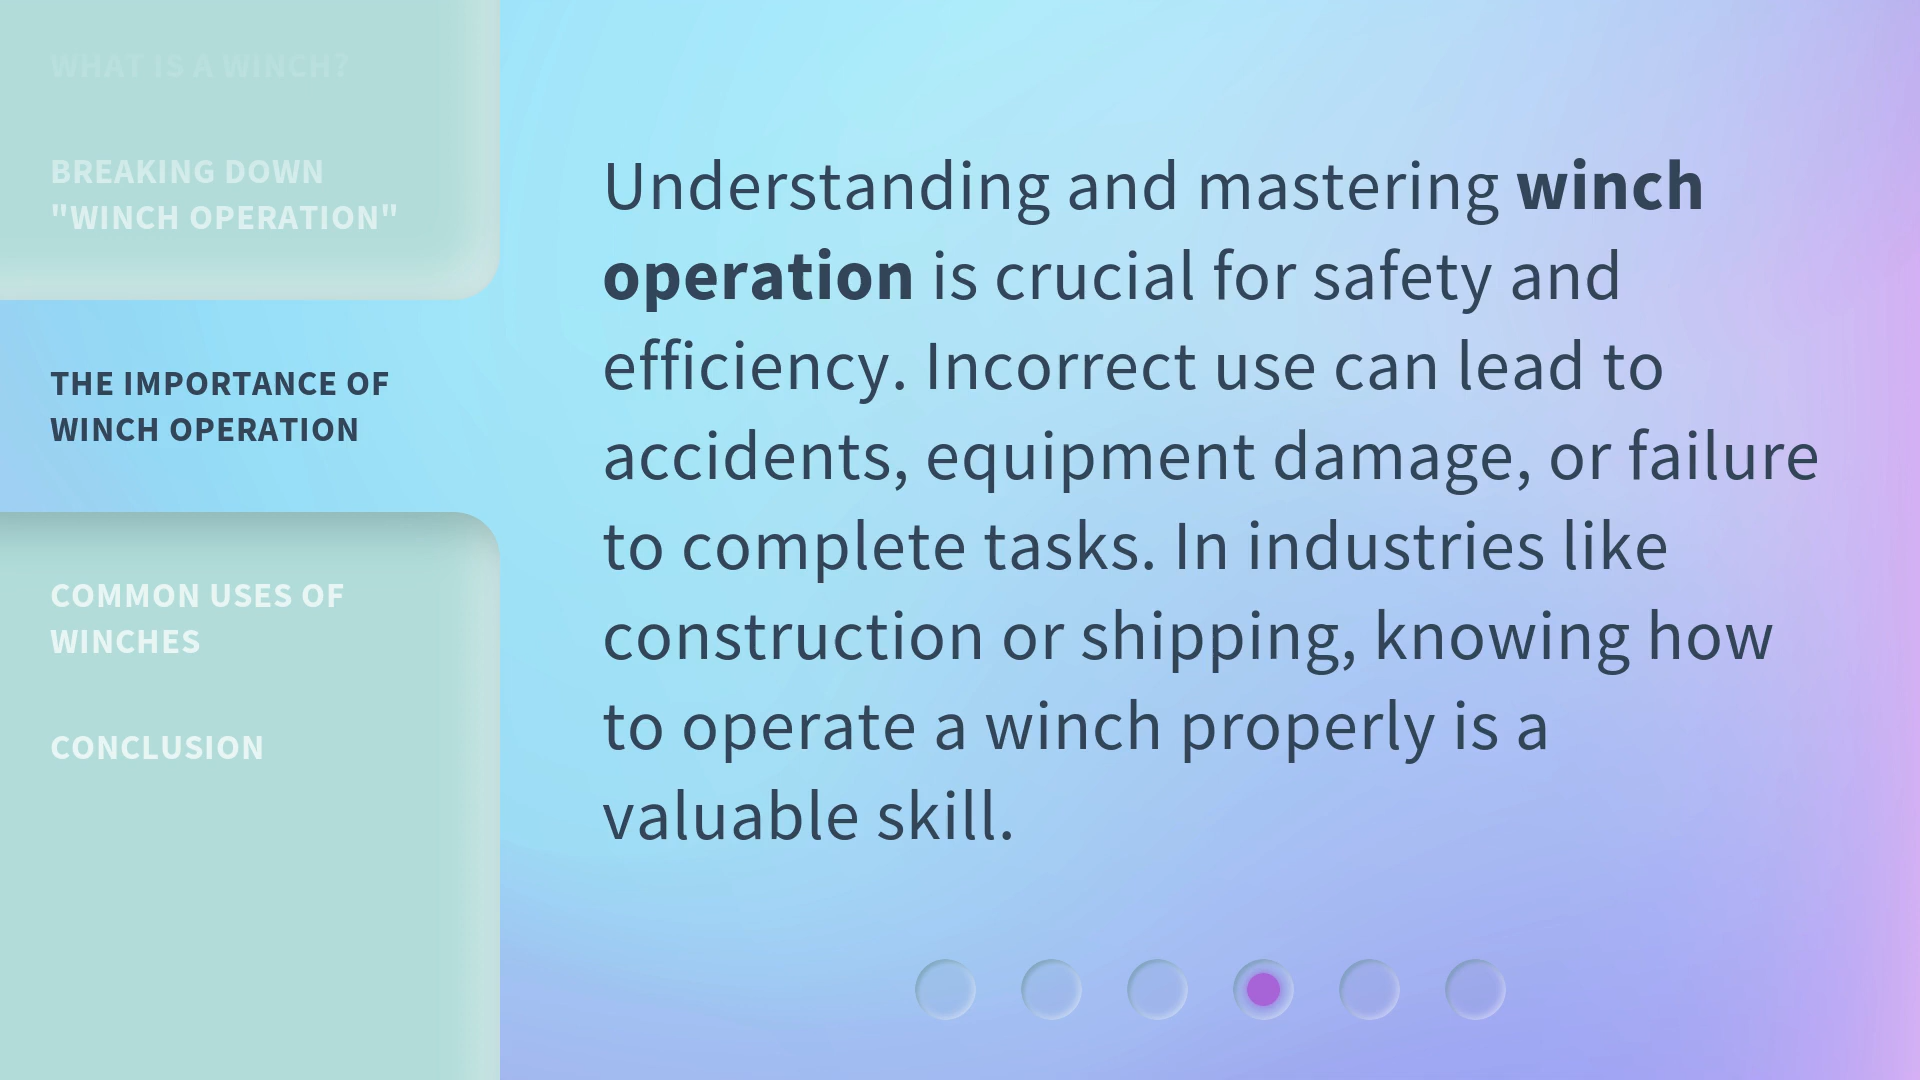 WHAT IS A WINCH?
BREAKING DOWN
"WINCH OPERATION"
THE IMPORTANCE OF
WINCH OPERATION
COMMON USES OF
WINCHES
CONCLUSION
Understanding and mastering winch
operation is crucial for safety and
efficiency. Incorrect use can lead to
accidents, equipment damage, or failure
to complete tasks. In industries like
construction or shipping, knowing how
to operate a winch properly is a
valuable skill.